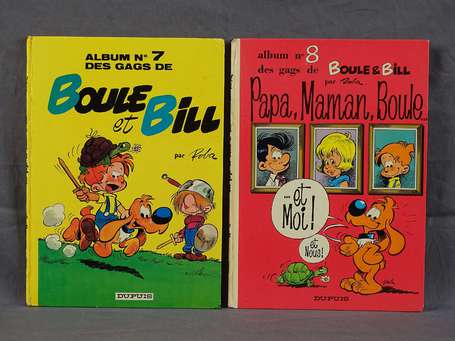 ALBUM N° 7
DES GAGS DE
BOULE
et BILL
par Roba
DUPUIS
album n° 8
des gags de BOULE & BILL
par Roba
Papa, Maman, Boule...
...et
Moi!
et
Nous!
DUPUIS